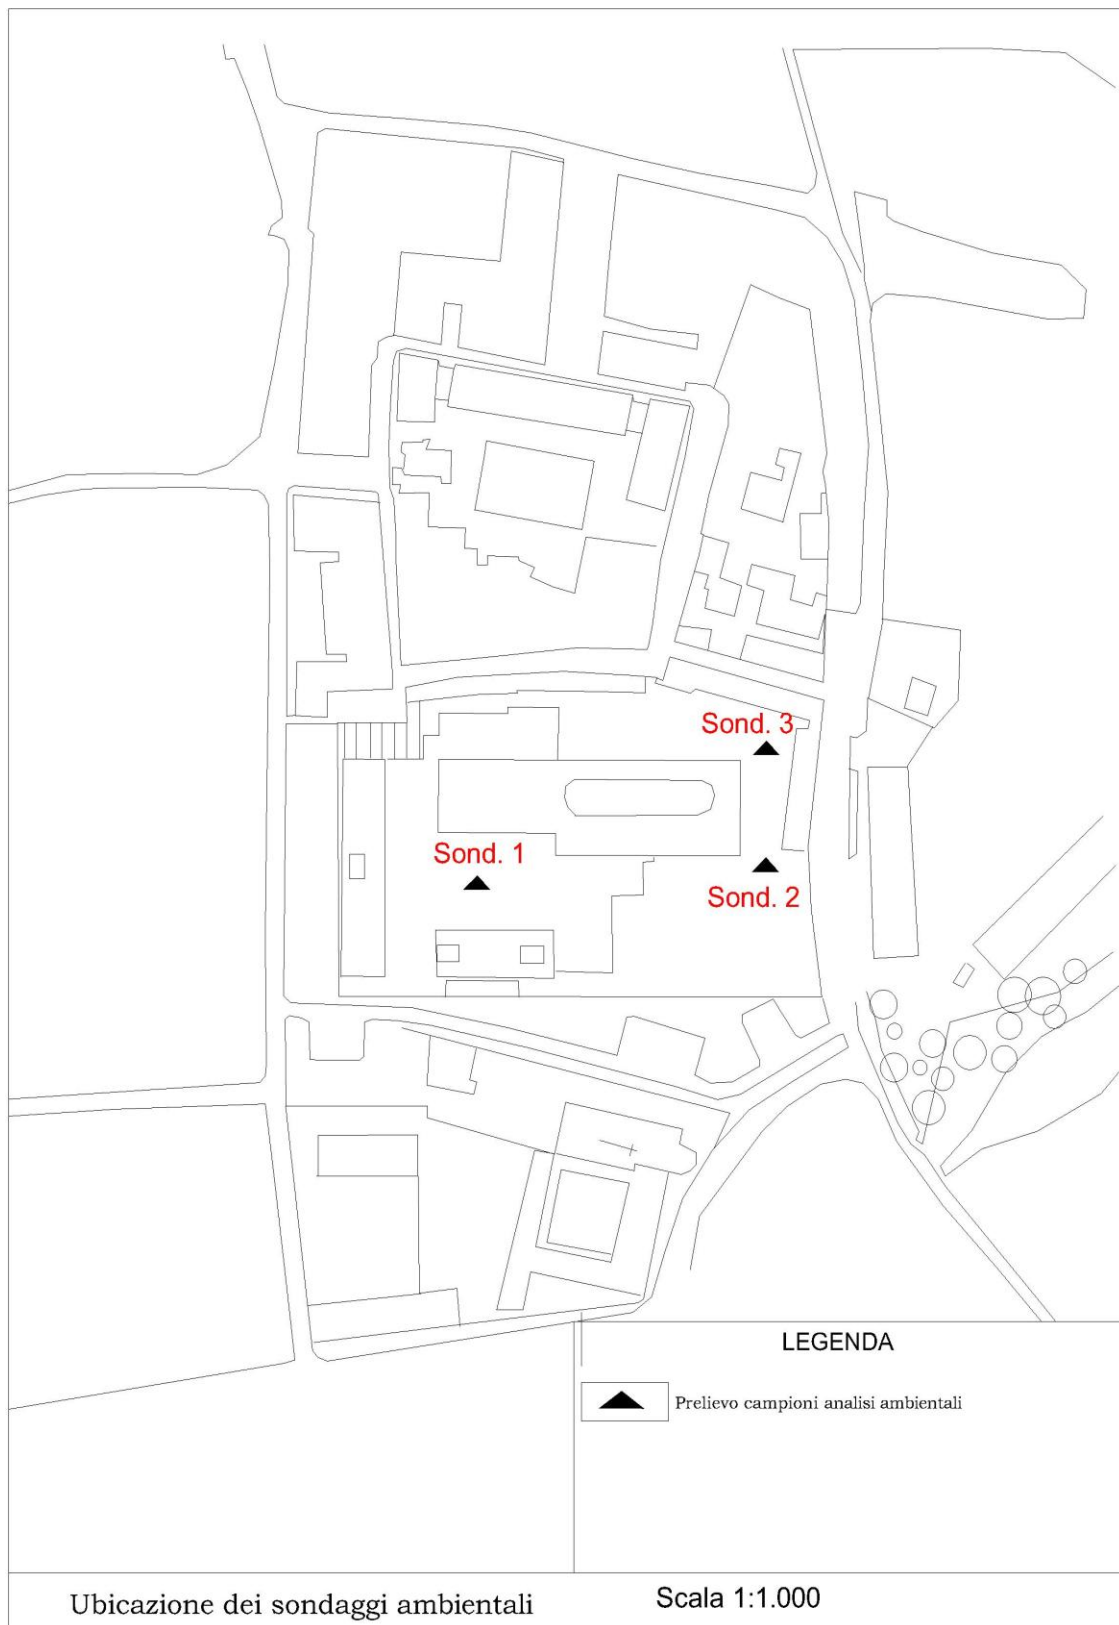 Sond. 3
Sond. 1
Sond. 2
LEGENDA
Prelievo campioni analisi ambientali
Ubicazione dei sondaggi ambientali
Scala 1:1.000